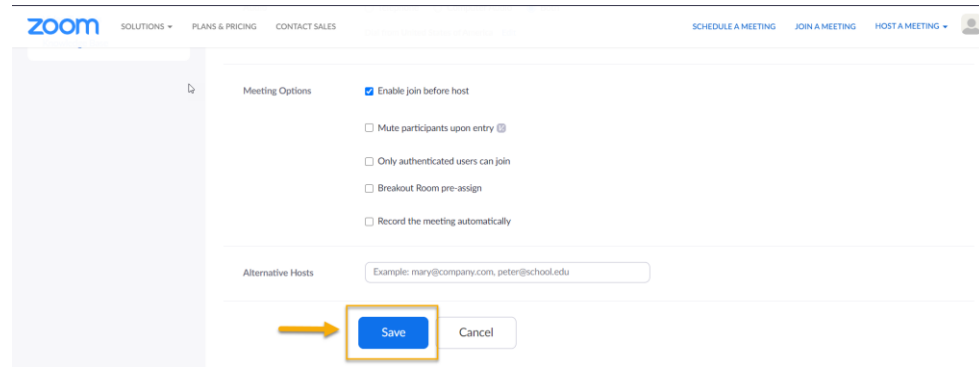 zoom SOLUTIONS PLANS & PRICING CONTACT SALES SCHEDULE A MEETING JOIN A MEETING HOST A MEETING
Meeting Options Enable join before host
Mute participants upon entry
Only authenticated users can join
Breakout Room pre-assign
Record the meeting automatically
Alternative Hosts Example: mary@company.com, peter@school.edu
Save Cancel